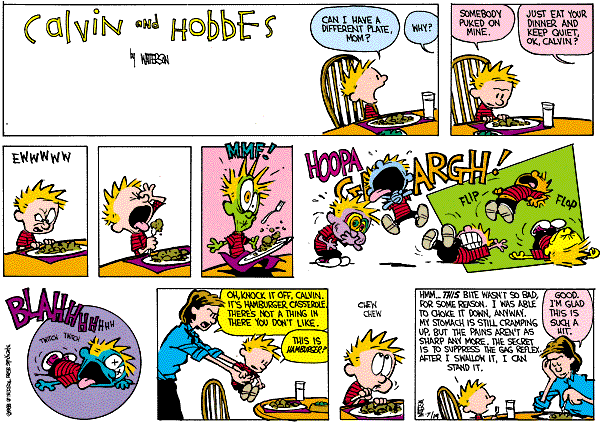 Calvin and HOBBES
by WATTERSON
CAN I HAVE A
DIFFERENT PLATE,
MOM?
WHY?
SOMEBODY
PUKED ON
MINE.
JUST EAT YOUR
DINNER AND
KEEP QUIET,
OK, CALVIN?
EWWWWW
MMF!
HOOPA
ARGH!
FLIP
FLOP
BLAHHHHHHHH
TWITCH TWITCH
OH, KNOCK IT OFF, CALVIN.
IT'S HAMBURGER CASSEROLE.
THERE'S NOT A THING IN
THERE YOU DON'T LIKE.
THIS IS
HAMBURGER?
CHEW
CHEW
HMM... THIS BITE WASN'T SO BAD,
FOR SOME REASON. I WAS ABLE
TO CHOKE IT DOWN, ANYWAY.
MY STOMACH IS STILL CRAMPING
UP, BUT THE PAINS AREN'T AS
SHARP ANY MORE. THE SECRET
IS TO SUPPRESS THE GAG REFLEX.
AFTER I SWALLOW IT, I CAN
STAND IT.
GOOD.
I'M GLAD
THIS IS
SUCH A
HIT.